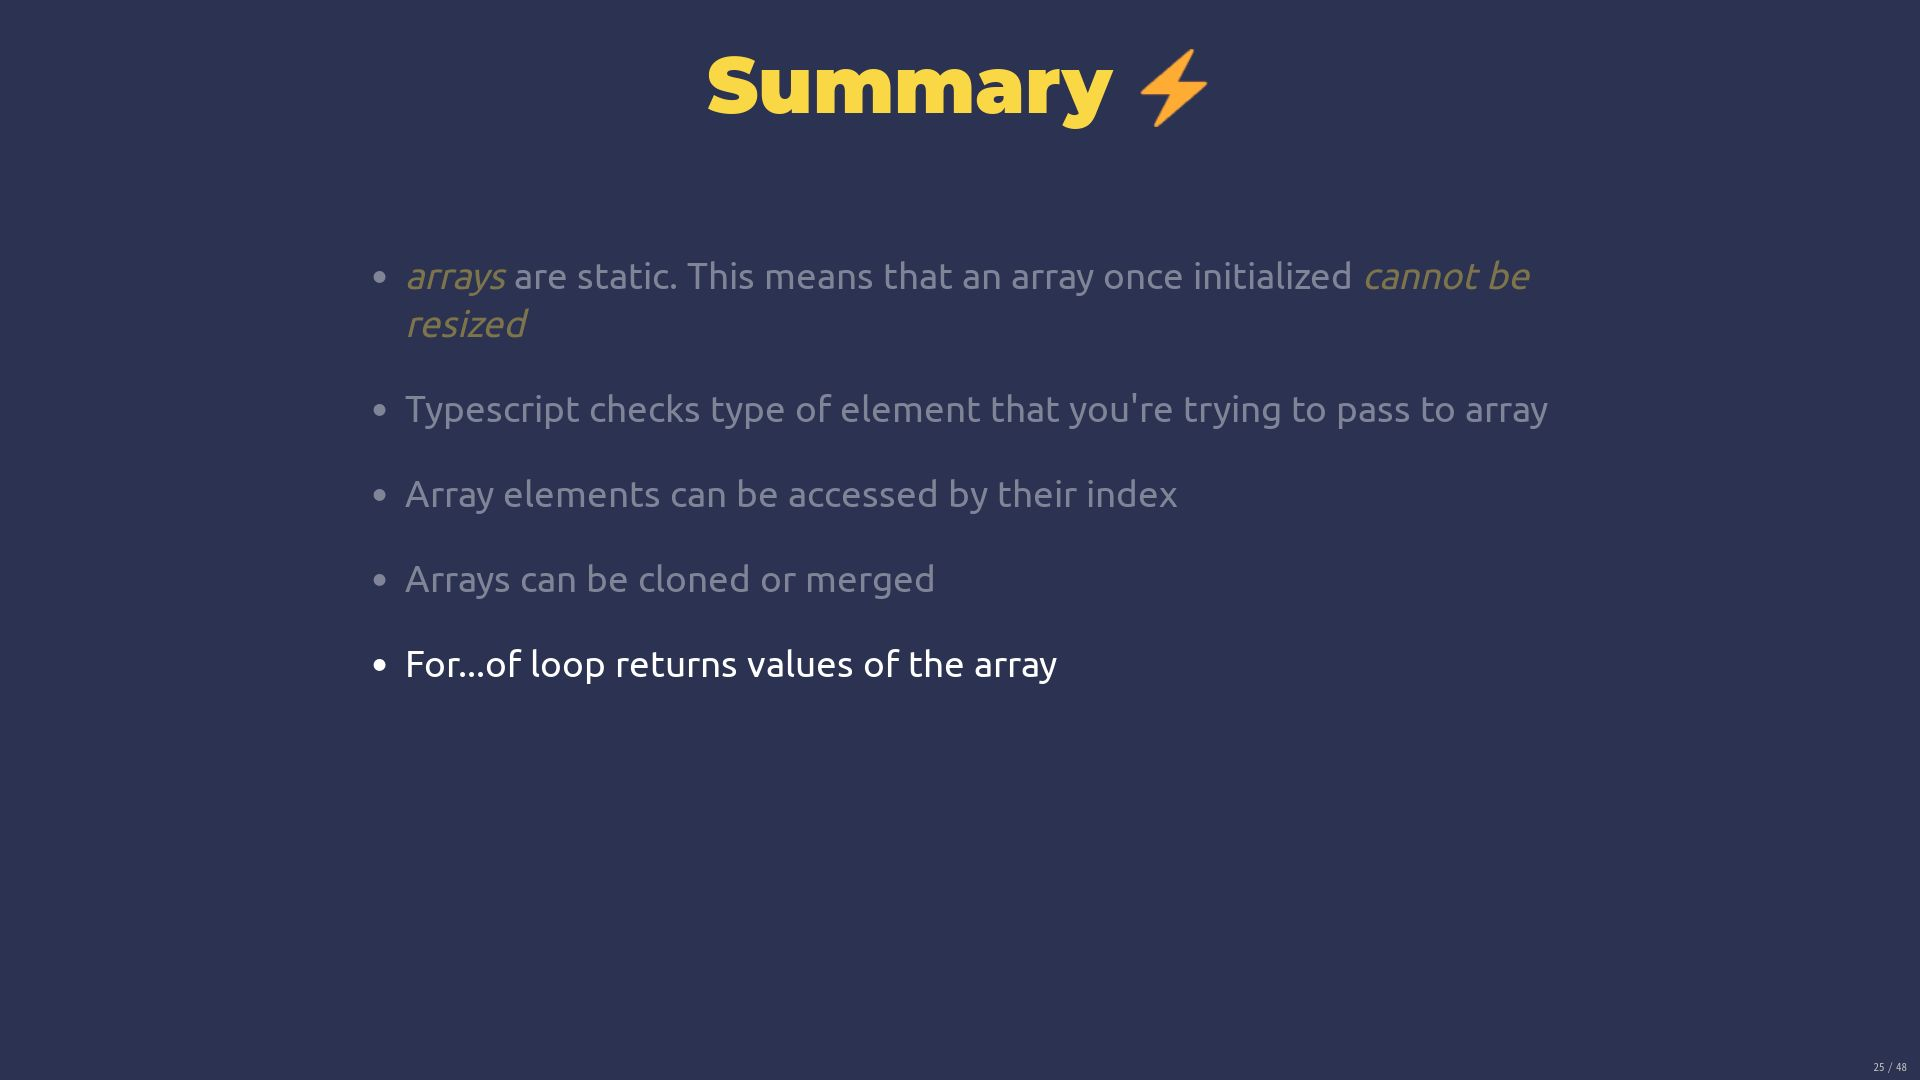 Summary ⚡
• arrays are static. This means that an array once initialized cannot be
resized
• Typescript checks type of element that you're trying to pass to array
• Array elements can be accessed by their index
• Arrays can be cloned or merged
• For...of loop returns values of the array
25 / 48